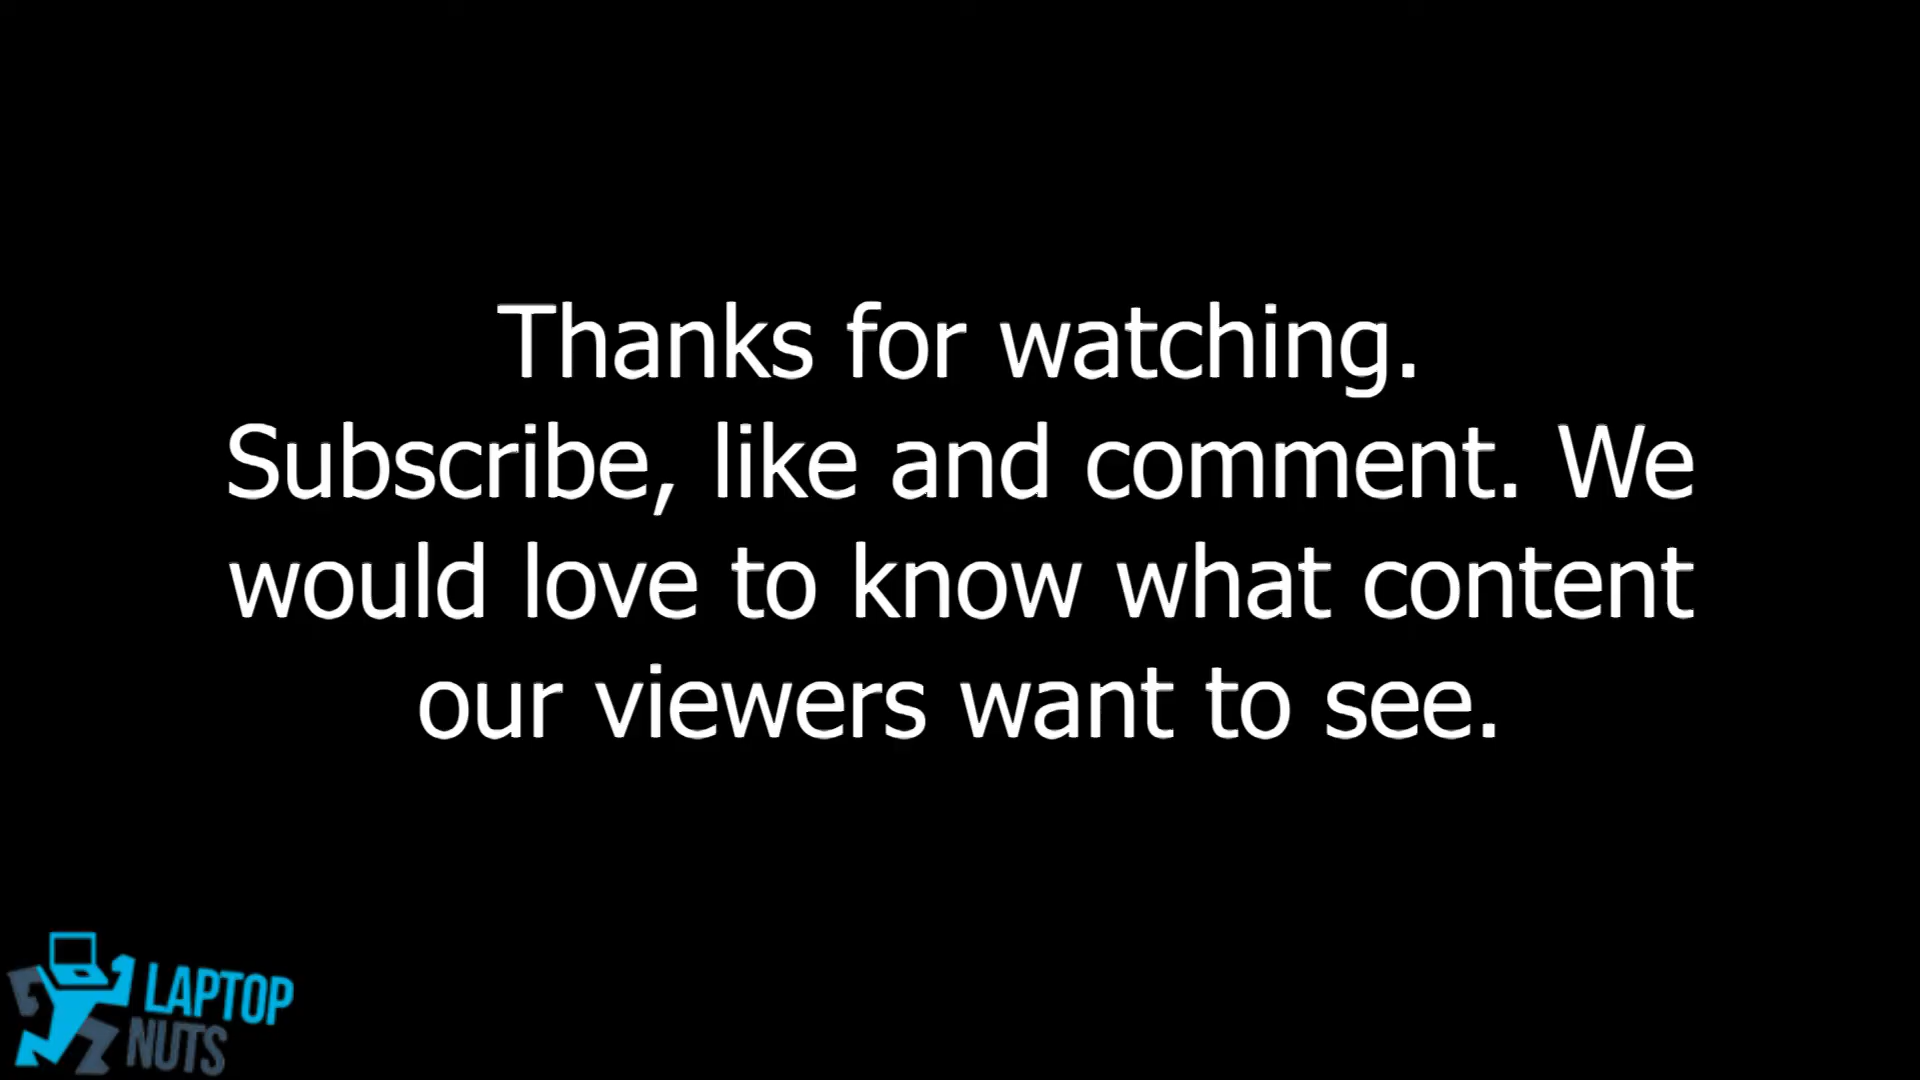 Thanks for watching.
Subscribe, like and comment. We
would love to know what content
our viewers want to see.
LAPTOP
NUTS